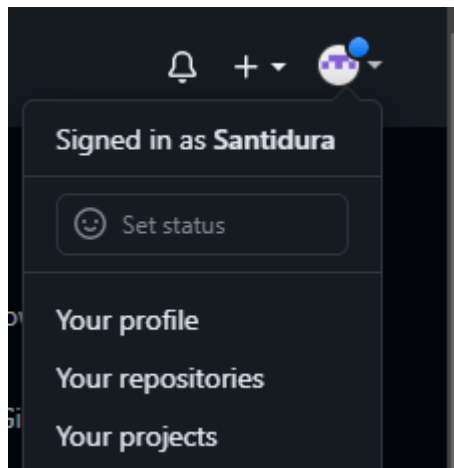 Signed in as Santidura
Set status
Your profile
Your repositories
Your projects